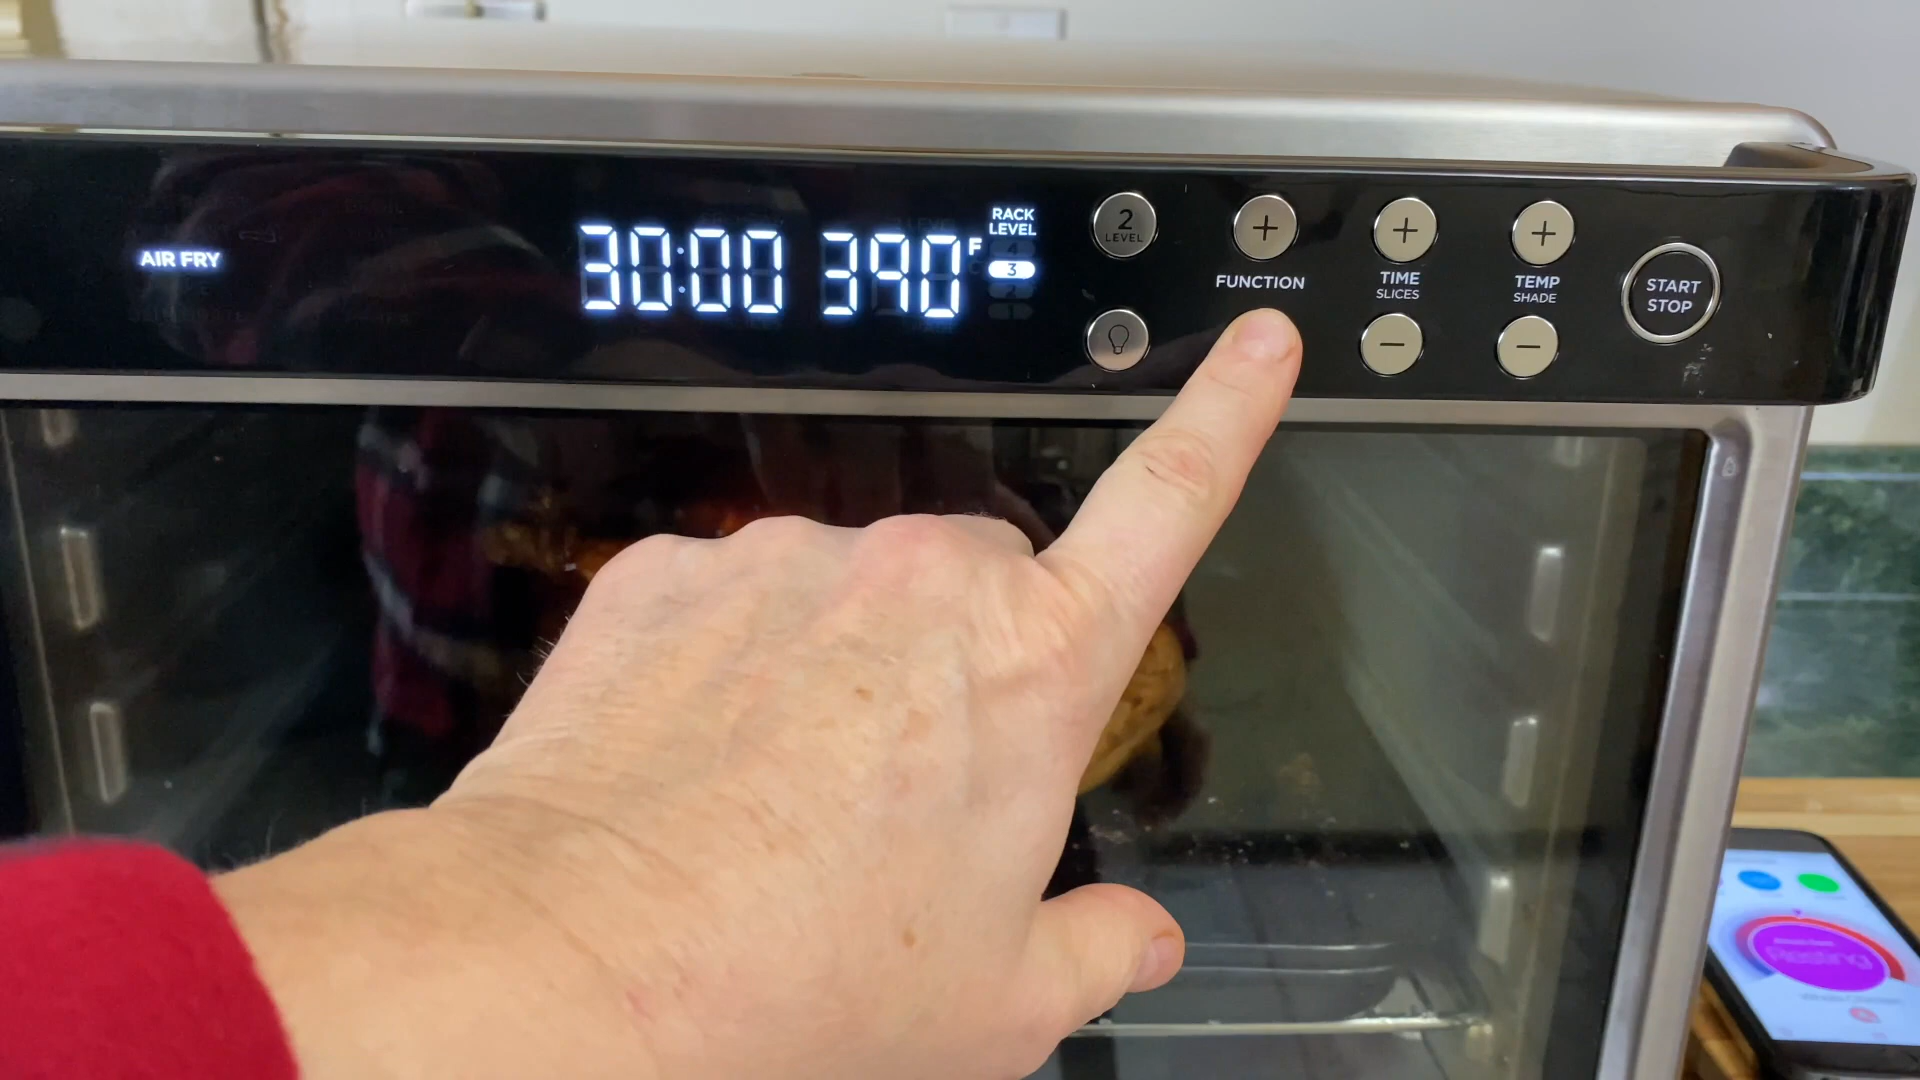 AIR FRY
30:00 390 F
RACK
LEVEL
4
3
2
1
2
LEVEL
+
+
+
FUNCTION
TIME
SLICES
TEMP
SHADE
START
STOP
−
−
Resting